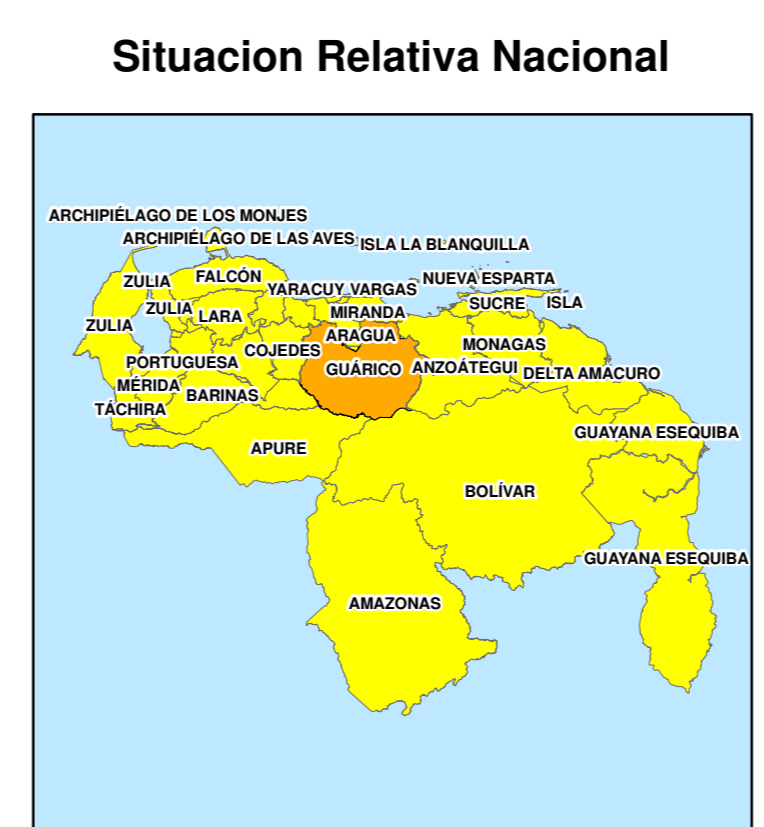 Situacion Relativa Nacional
ARCHIPIÉLAGO DE LOS MONJES
ARCHIPIÉLAGO DE LAS AVES
ISLA LA BLANQUILLA
ZULIA
FALCÓN
YARACUY
VARGAS
NUEVA ESPARTA
ZULIA
LARA
MIRANDA
SUCRE
ISLA
ZULIA
ARAGUA
PORTUGUESA
COJEDES
MONAGAS
MÉRIDA
GUÁRICO
ANZOÁTEGUI
DELTA AMACURO
TÁCHIRA
BARINAS
APURE
GUAYANA ESEQUIBA
BOLÍVAR
GUAYANA ESEQUIBA
AMAZONAS